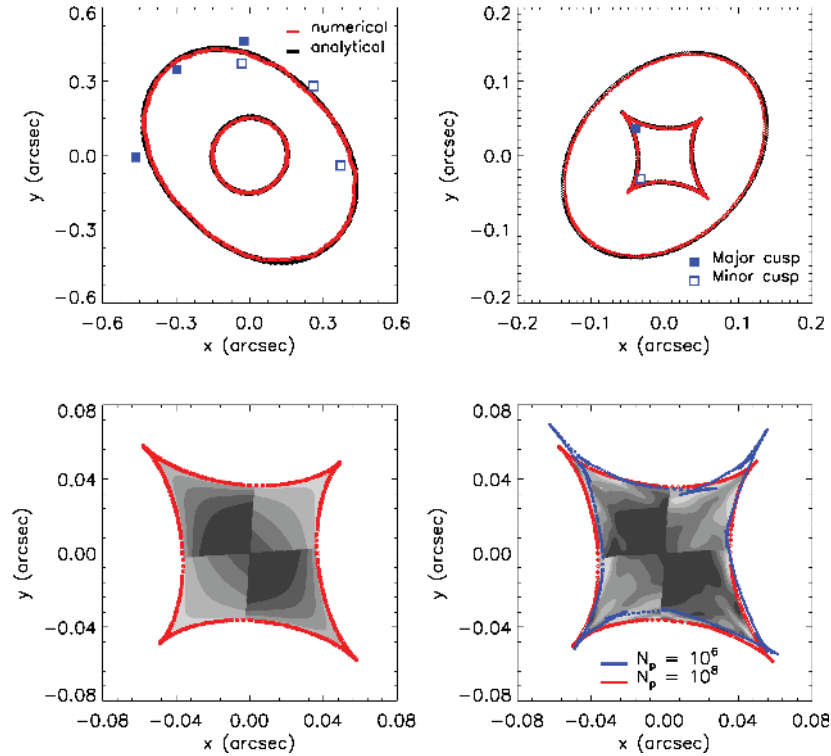 0.6
0.3
0.0
−0.3
−0.6
y (arcsec)
numerical
analytical
−0.6 −0.3 0.0 0.3 0.6
x (arcsec)
0.2
0.1
0.0
−0.1
−0.2
y (arcsec)
Major cusp
Minor cusp
−0.2 −0.1 0.0 0.1 0.2
x (arcsec)
0.08
0.04
0.00
−0.04
−0.08
y (arcsec)
−0.08 −0.04 0.00 0.04 0.08
x (arcsec)
0.08
0.04
0.00
−0.04
−0.08
y (arcsec)
N_p = 10^6
N_p = 10^8
−0.08 −0.04 0.00 0.04 0.08
x (arcsec)